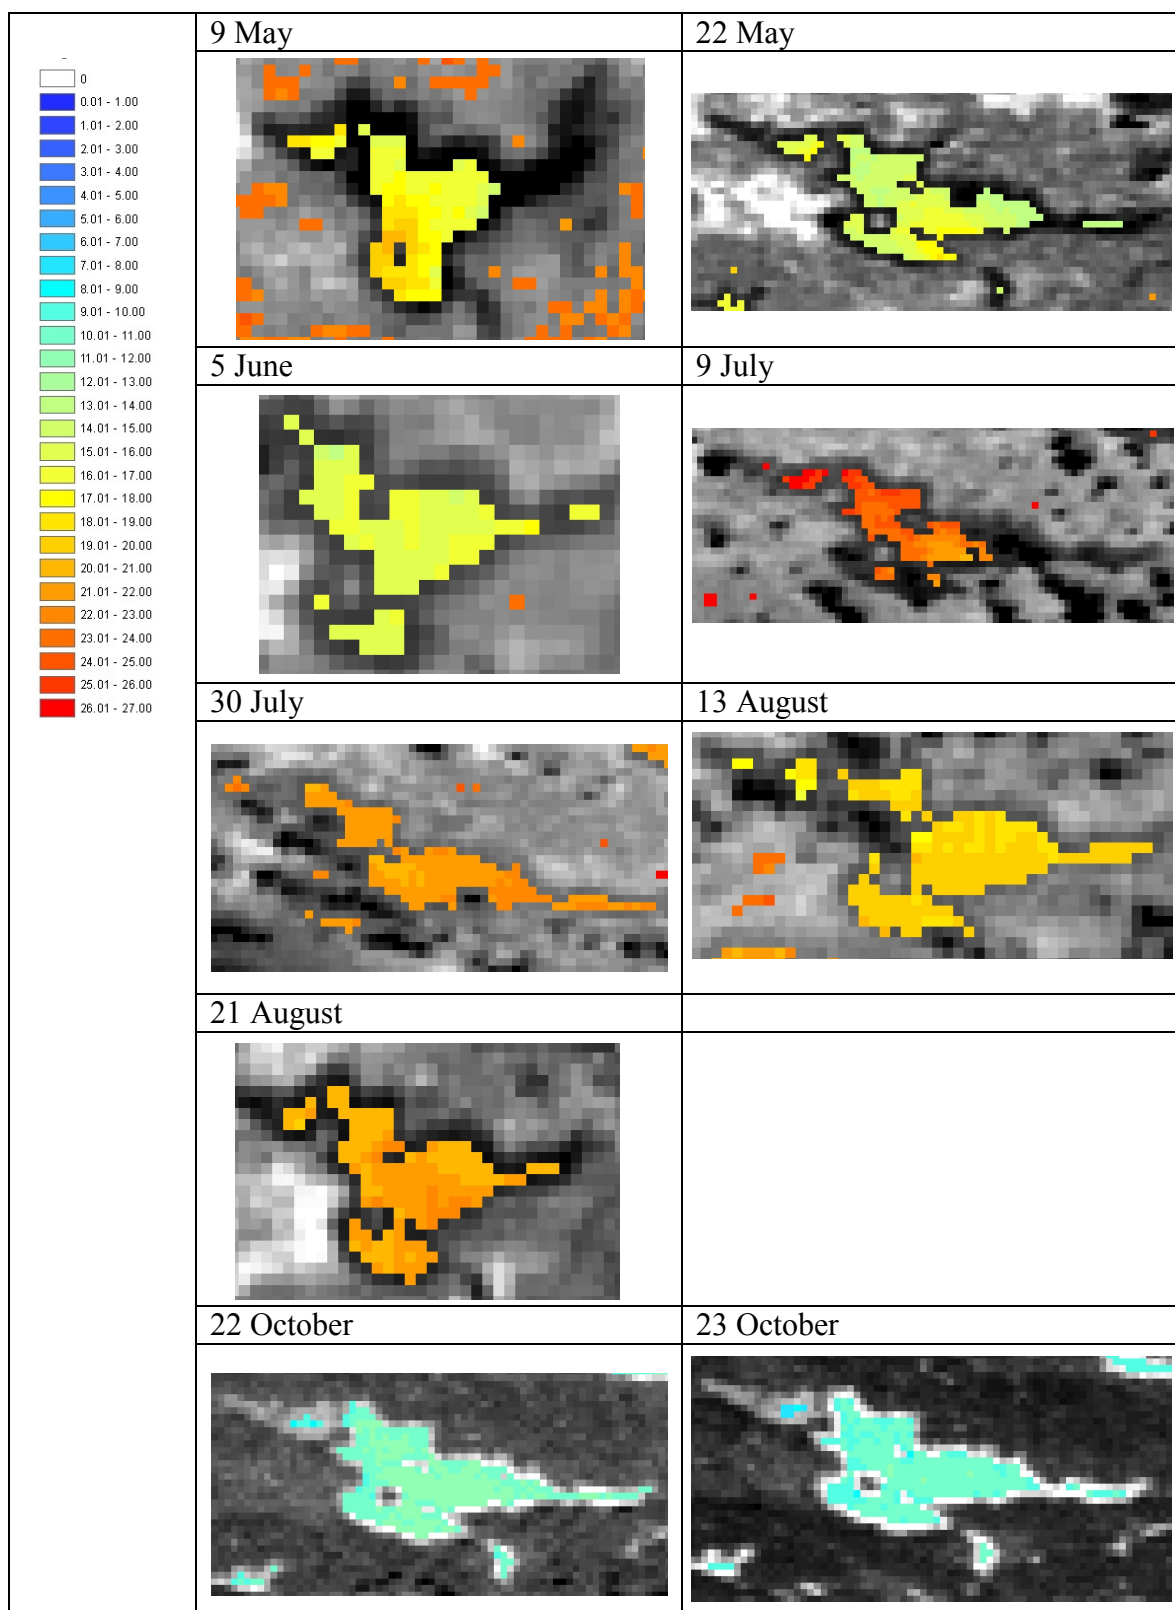 9 May
22 May
0
0.01 - 1.00
1.01 - 2.00
2.01 - 3.00
3.01 - 4.00
4.01 - 5.00
5.01 - 6.00
6.01 - 7.00
7.01 - 8.00
8.01 - 9.00
9.01 - 10.00
10.01 - 11.00
11.01 - 12.00
12.01 - 13.00
13.01 - 14.00
14.01 - 15.00
15.01 - 16.00
16.01 - 17.00
17.01 - 18.00
18.01 - 19.00
19.01 - 20.00
20.01 - 21.00
21.01 - 22.00
22.01 - 23.00
23.01 - 24.00
24.01 - 25.00
25.01 - 26.00
26.01 - 27.00
5 June
9 July
30 July
13 August
21 August
22 October
23 October